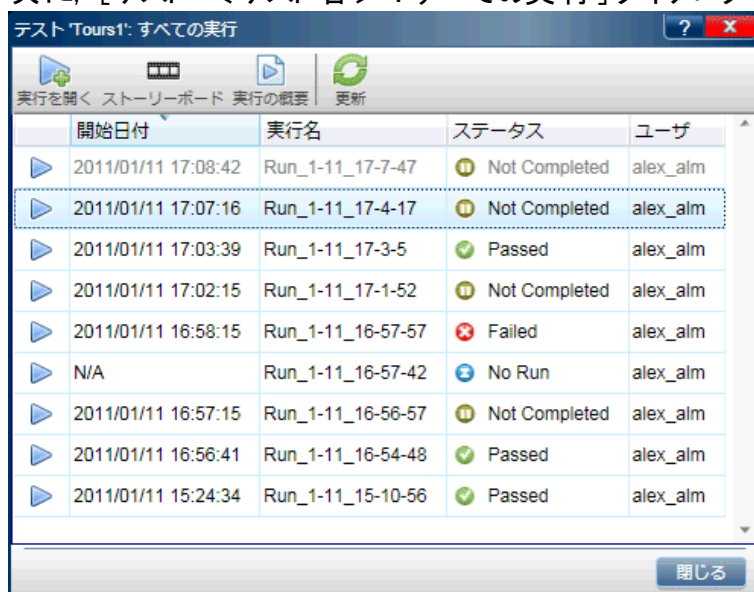 テスト 'Tours1': すべての実行
?
X
実行を開く ストーリーボード 実行の概要 更新
開始日付 実行名 ステータス ユーザ
2011/01/11 17:08:42 Run_1-11_17-7-47 Not Completed alex_alm
2011/01/11 17:07:16 Run_1-11_17-4-17 Not Completed alex_alm
2011/01/11 17:03:39 Run_1-11_17-3-5 Passed alex_alm
2011/01/11 17:02:15 Run_1-11_17-1-52 Not Completed alex_alm
2011/01/11 16:58:15 Run_1-11_16-57-57 Failed alex_alm
N/A Run_1-11_16-57-42 No Run alex_alm
2011/01/11 16:57:15 Run_1-11_16-56-57 Not Completed alex_alm
2011/01/11 16:56:41 Run_1-11_16-54-48 Passed alex_alm
2011/01/11 15:24:34 Run_1-11_15-10-56 Passed alex_alm
閉じる